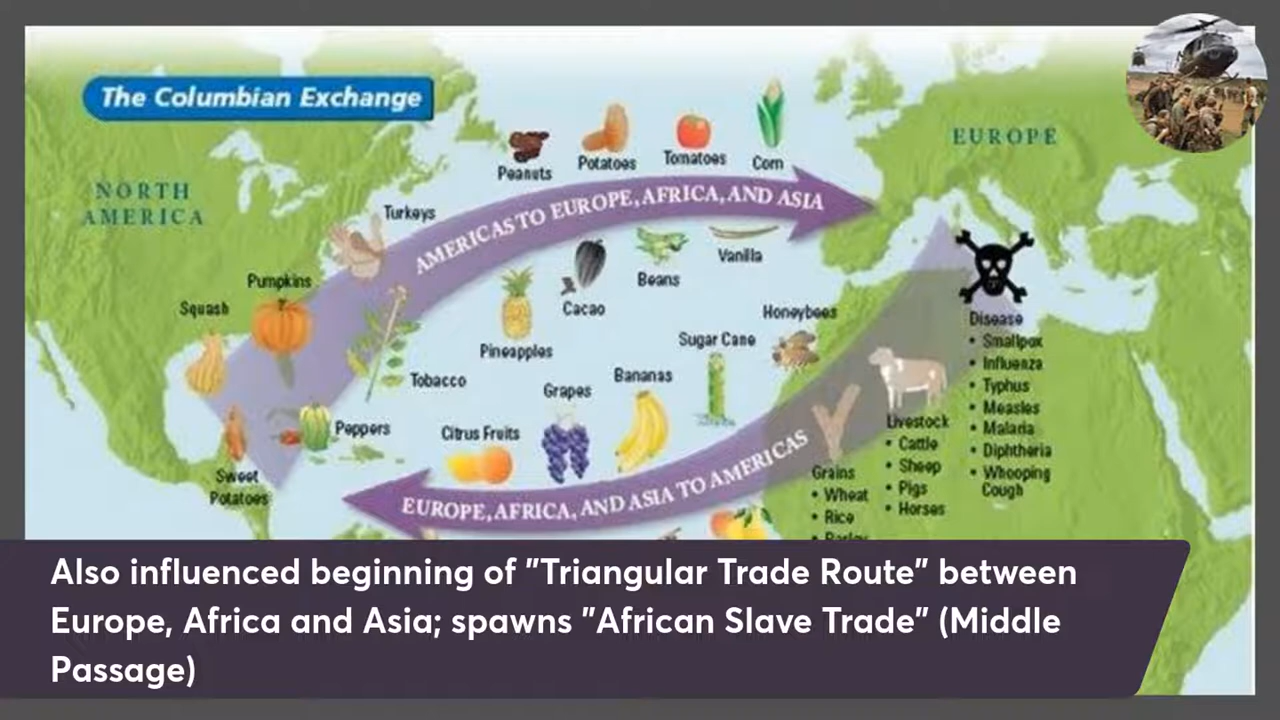 The Columbian Exchange
NORTH
AMERICA
EUROPE
Peanuts
Potatoes
Tomatoes
Corn
Turkeys
AMERICAS TO EUROPE, AFRICA, AND ASIA
Pumpkins
Squash
Cacao
Beans
Vanilla
Pineapples
Honeybees
Sugar Cane
Tobacco
Grapes
Bananas
Peppers
Citrus Fruits
Sweet
Potatoes
EUROPE, AFRICA, AND ASIA TO AMERICAS
Disease
• Smallpox
• Influenza
• Typhus
• Measles
• Malaria
• Diphtheria
• Whooping
Cough
Livestock
• Cattle
• Sheep
• Pigs
• Horses
Grains
• Wheat
• Rice
Also influenced beginning of "Triangular Trade Route" between
Europe, Africa and Asia; spawns "African Slave Trade" (Middle
Passage)